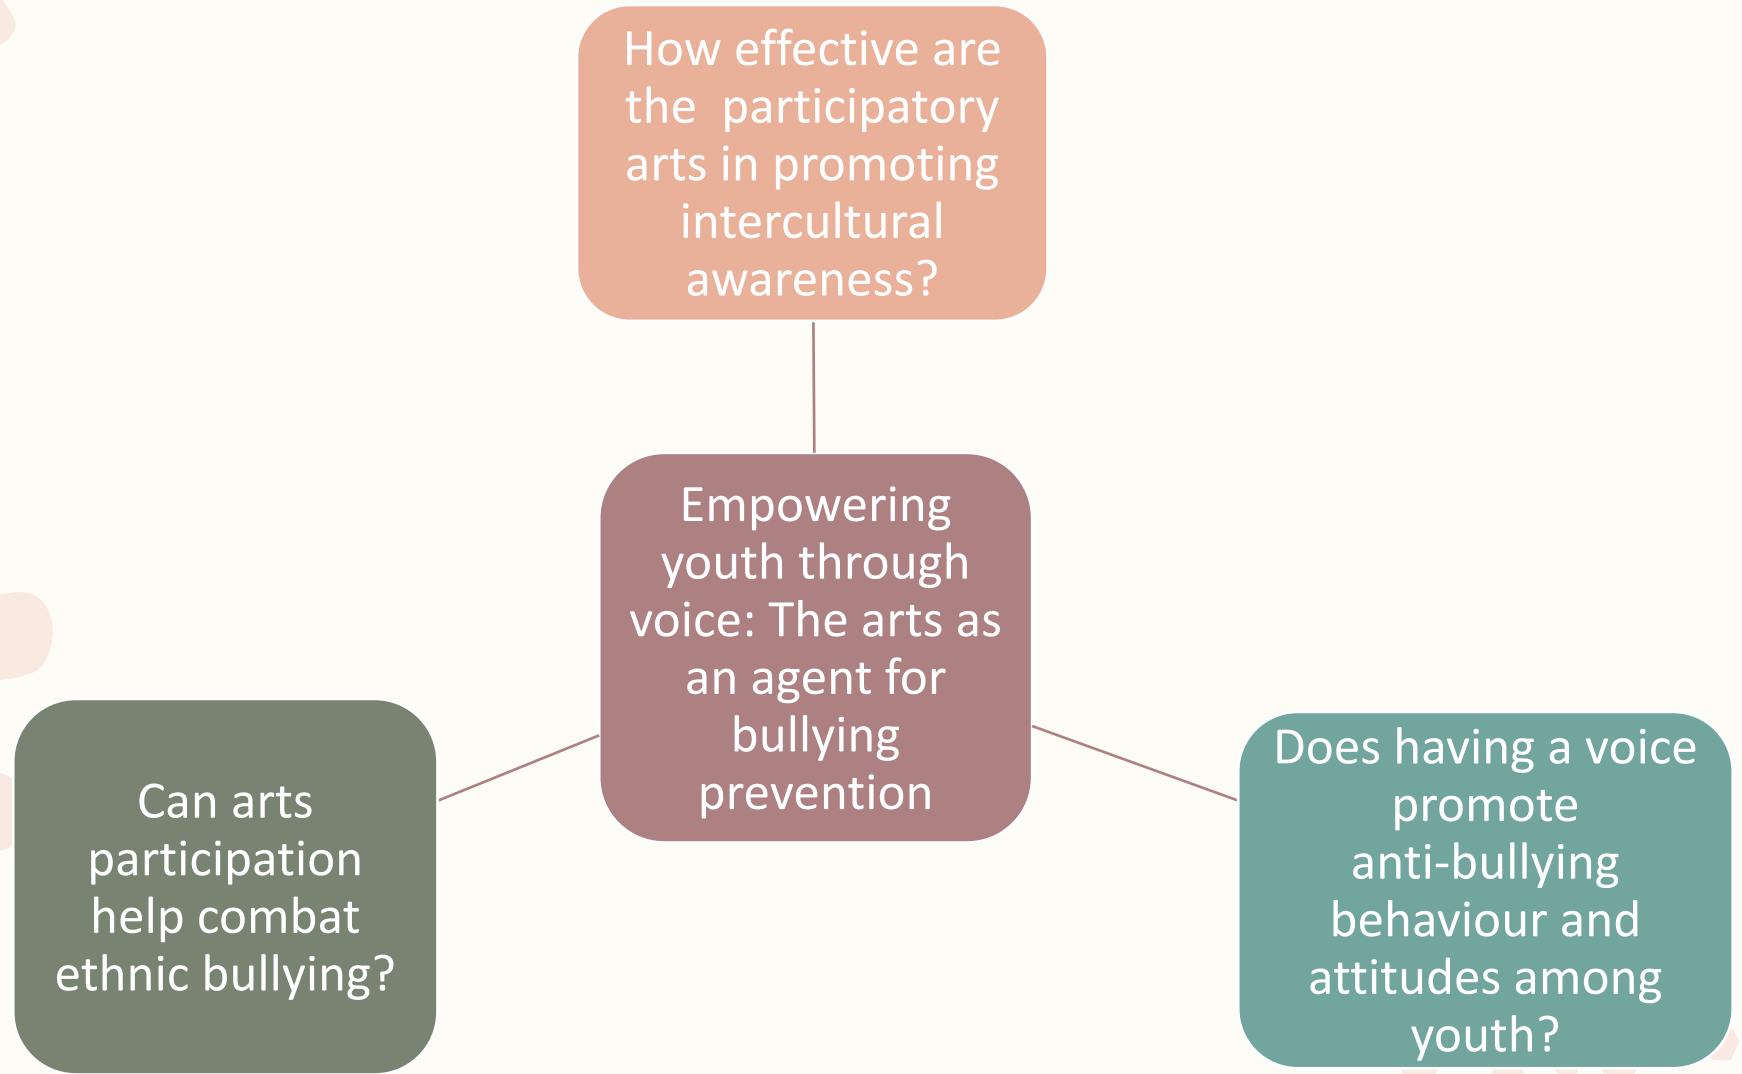 How effective are
the  participatory
arts in promoting
intercultural
awareness?
Empowering
youth through
voice: The arts as
an agent for
bullying
prevention
Can arts
participation
help combat
ethnic bullying?
Does having a voice
promote
anti-bullying
behaviour and
attitudes among
youth?